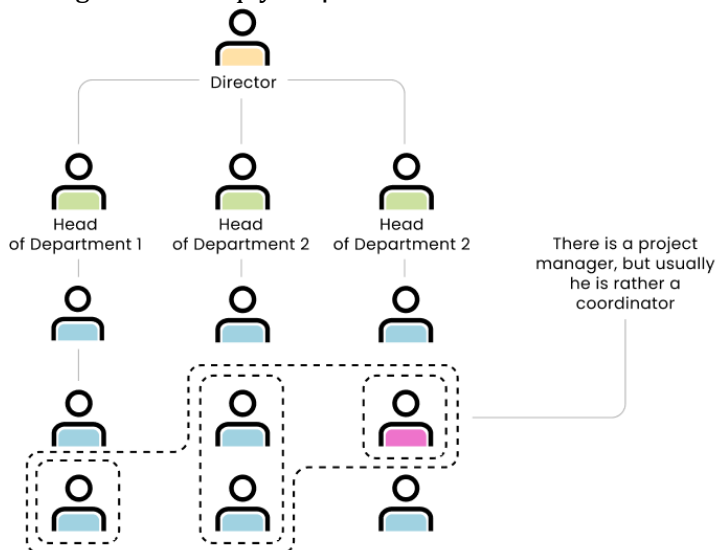 Director
Head
of Department 1
Head
of Department 2
Head
of Department 2
There is a project
manager, but usually
he is rather a
coordinator